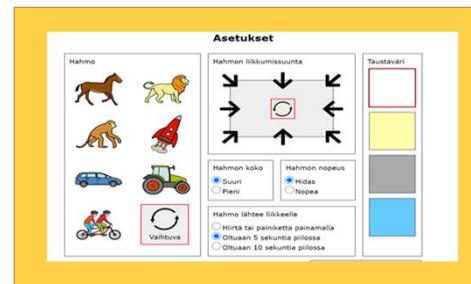 Asetukset
Hahmo
Vaihtuva
Hahmon liikkumissuunta
Hahmon koko
Suuri
Pieni
Hahmon nopeus
Hidas
Nopea
Hahmo lähtee liikkeelle
Hiirtä tai painiketta painamalla
Oltuaan 5 sekuntia piilossa
Oltuaan 10 sekuntia piilossa
Taustaväri